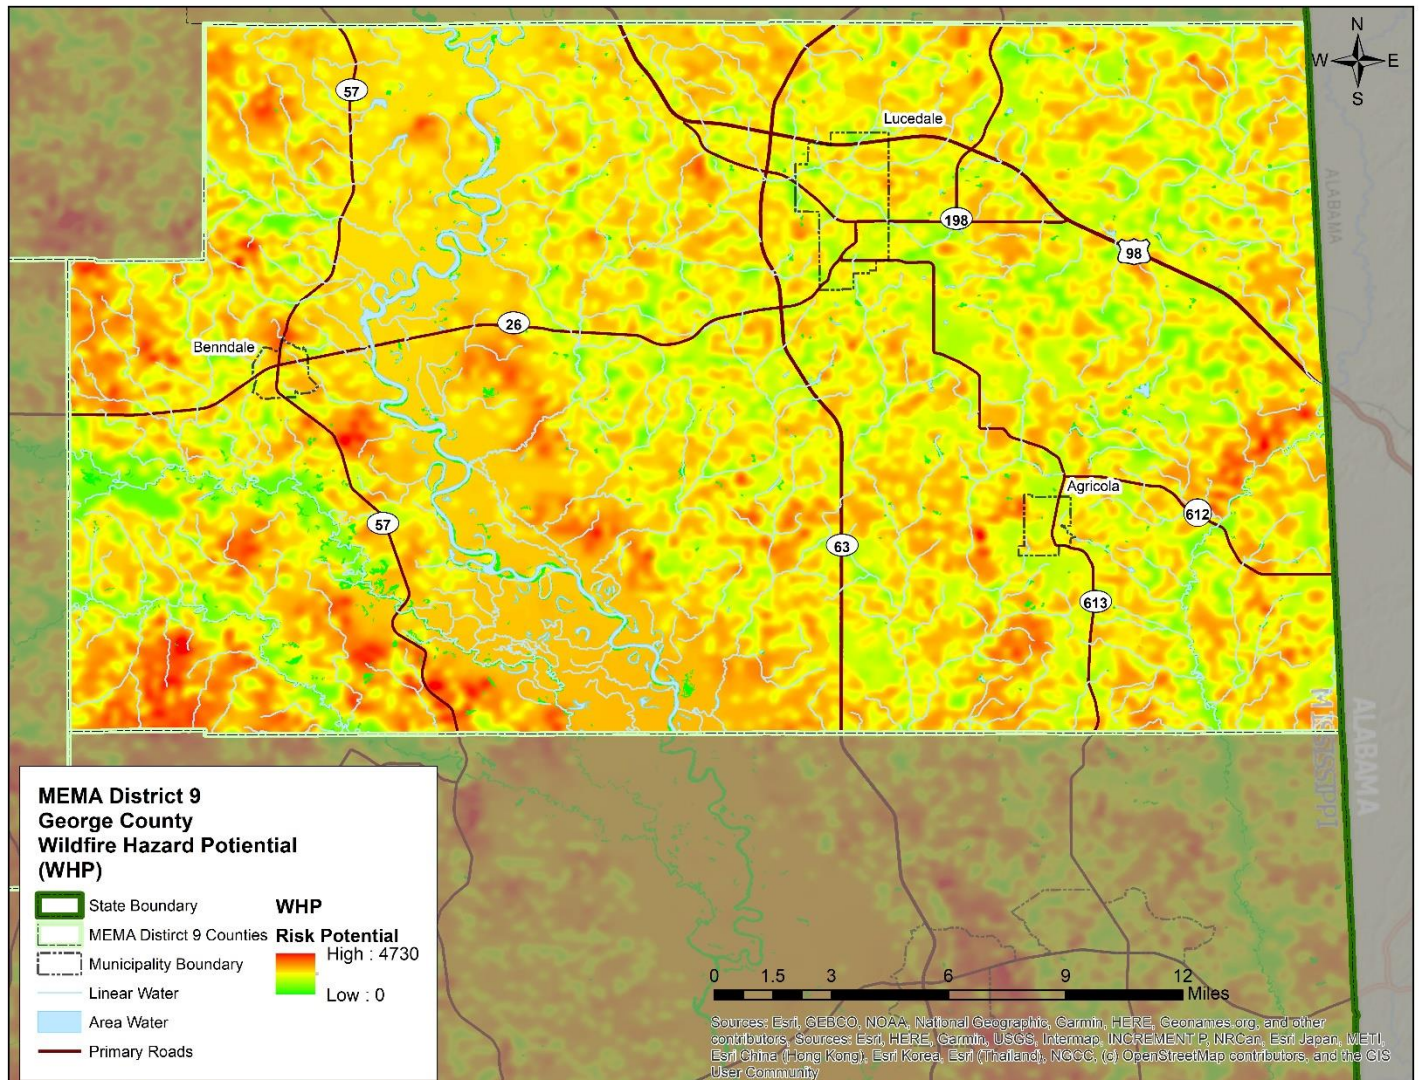 N
W E
S
57
Lucedale
ALABAMA
198
98
26
Benndale
Agricola
612
57
63
613
MISSISSIPPI
ALABAMA
MEMA District 9
George County
Wildfire Hazard Potiential
(WHP)
State Boundary
MEMA Distirct 9 Counties
Municipality Boundary
Linear Water
Area Water
Primary Roads
WHP
Risk Potential
High : 4730
Low : 0
0 1.5 3 6 9 12
Miles
Sources: Esri, GEBCO, NOAA, National Geographic, Garmin, HERE, Geonames.org, and other
contributors, Sources: Esri, HERE, Garmin, USGS, Intermap, INCREMENT P, NRCan, Esri Japan, METI,
Esri China (Hong Kong), Esri Korea, Esri (Thailand), NGCC, (c) OpenStreetMap contributors, and the GIS
User Community